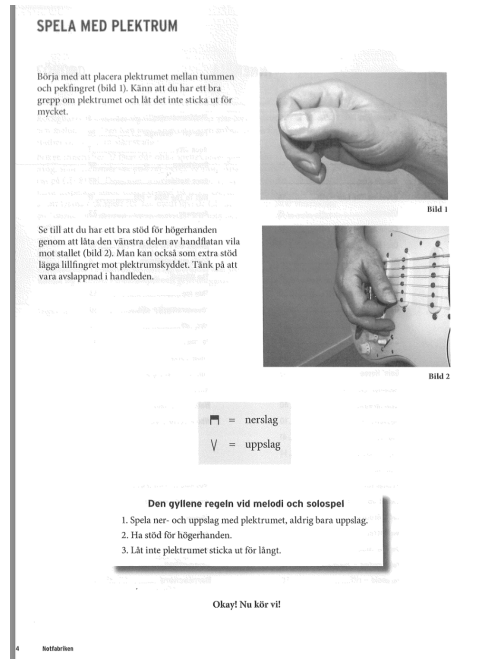 SPELA MED PLEKTRUM
Börja med att placera plektrumet mellan tummen
och pekfingret (bild 1). Känn att du har ett bra
grepp om plektrumet och låt det inte sticka ut för
mycket.
Bild 1
Se till att du har ett bra stöd för högerhanden
genom att låta den vänstra delen av handflatan vila
mot stallet (bild 2). Man kan också som extra stöd
lägga lillfingret mot plektrumskyddet. Tänk på att
vara avslappnad i handleden.
Bild 2
= nerslag
V = uppslag
Den gyllene regeln vid melodi och solospel
1. Spela ner- och uppslag med plektrumet, aldrig bara uppslag.
2. Ha stöd för högerhanden.
3. Låt inte plektrumet sticka ut för långt.
Okay! Nu kör vi!
4 Notfabriken